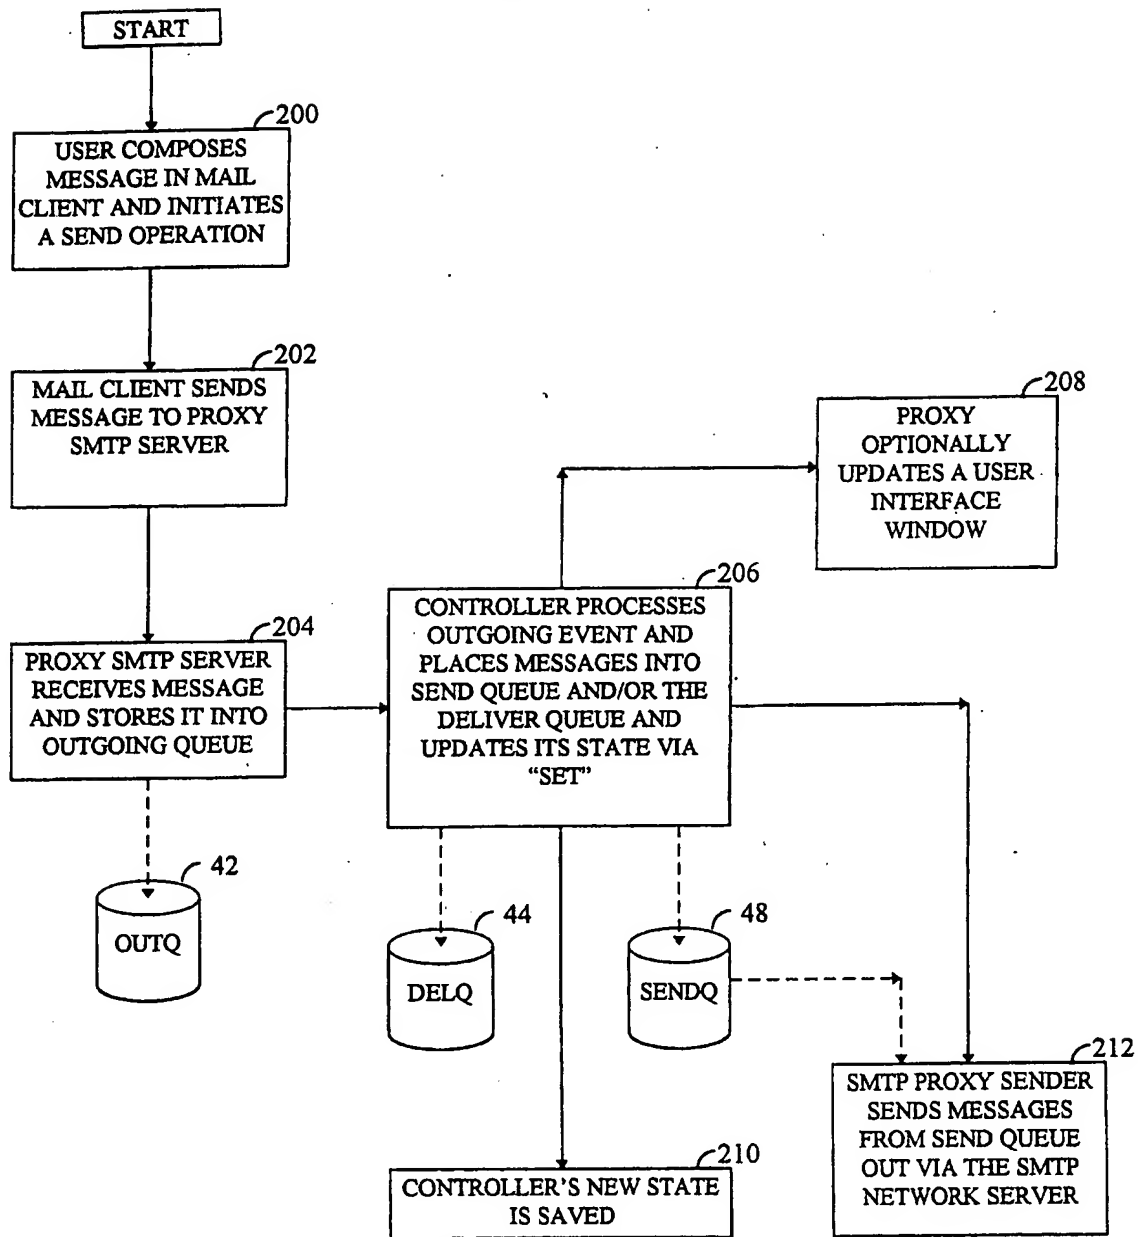 START
200
USER COMPOSES
MESSAGE IN MAIL
CLIENT AND INITIATES
A SEND OPERATION
202
MAIL CLIENT SENDS
MESSAGE TO PROXY
SMTP SERVER
208
PROXY
OPTIONALLY
UPDATES A USER
INTERFACE
WINDOW
204
PROXY SMTP SERVER
RECEIVES MESSAGE
AND STORES IT INTO
OUTGOING QUEUE
206
CONTROLLER PROCESSES
OUTGOING EVENT AND
PLACES MESSAGES INTO
SEND QUEUE AND/OR THE
DELIVER QUEUE AND
UPDATES ITS STATE VIA
“SET”
42
OUTQ
44
DELQ
48
SENDQ
212
SMTP PROXY SENDER
SENDS MESSAGES
FROM SEND QUEUE
OUT VIA THE SMTP
NETWORK SERVER
210
CONTROLLER'S NEW STATE
IS SAVED